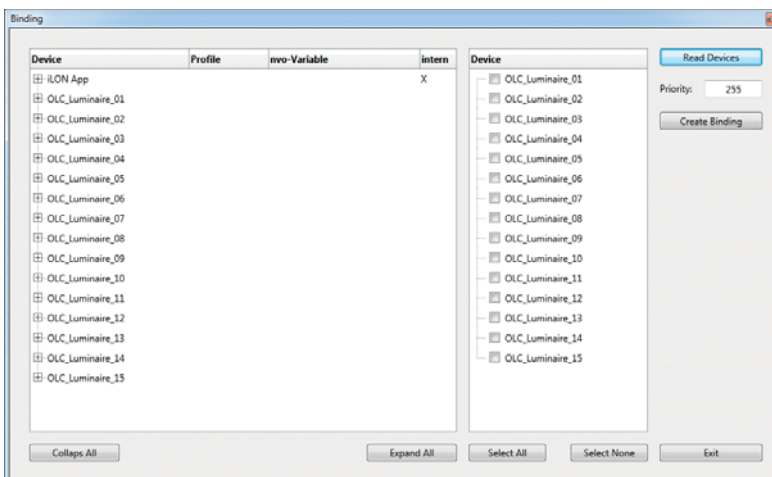 Binding
Device Profile nvo-Variable intern
iLON App X
OLC_Luminaire_01
OLC_Luminaire_02
OLC_Luminaire_03
OLC_Luminaire_04
OLC_Luminaire_05
OLC_Luminaire_06
OLC_Luminaire_07
OLC_Luminaire_08
OLC_Luminaire_09
OLC_Luminaire_10
OLC_Luminaire_11
OLC_Luminaire_12
OLC_Luminaire_13
OLC_Luminaire_14
OLC_Luminaire_15
Device
OLC_Luminaire_01
OLC_Luminaire_02
OLC_Luminaire_03
OLC_Luminaire_04
OLC_Luminaire_05
OLC_Luminaire_06
OLC_Luminaire_07
OLC_Luminaire_08
OLC_Luminaire_09
OLC_Luminaire_10
OLC_Luminaire_11
OLC_Luminaire_12
OLC_Luminaire_13
OLC_Luminaire_14
OLC_Luminaire_15
Read Devices
Priority: 255
Create Binding
Collaps All Expand All Select All Select None Exit